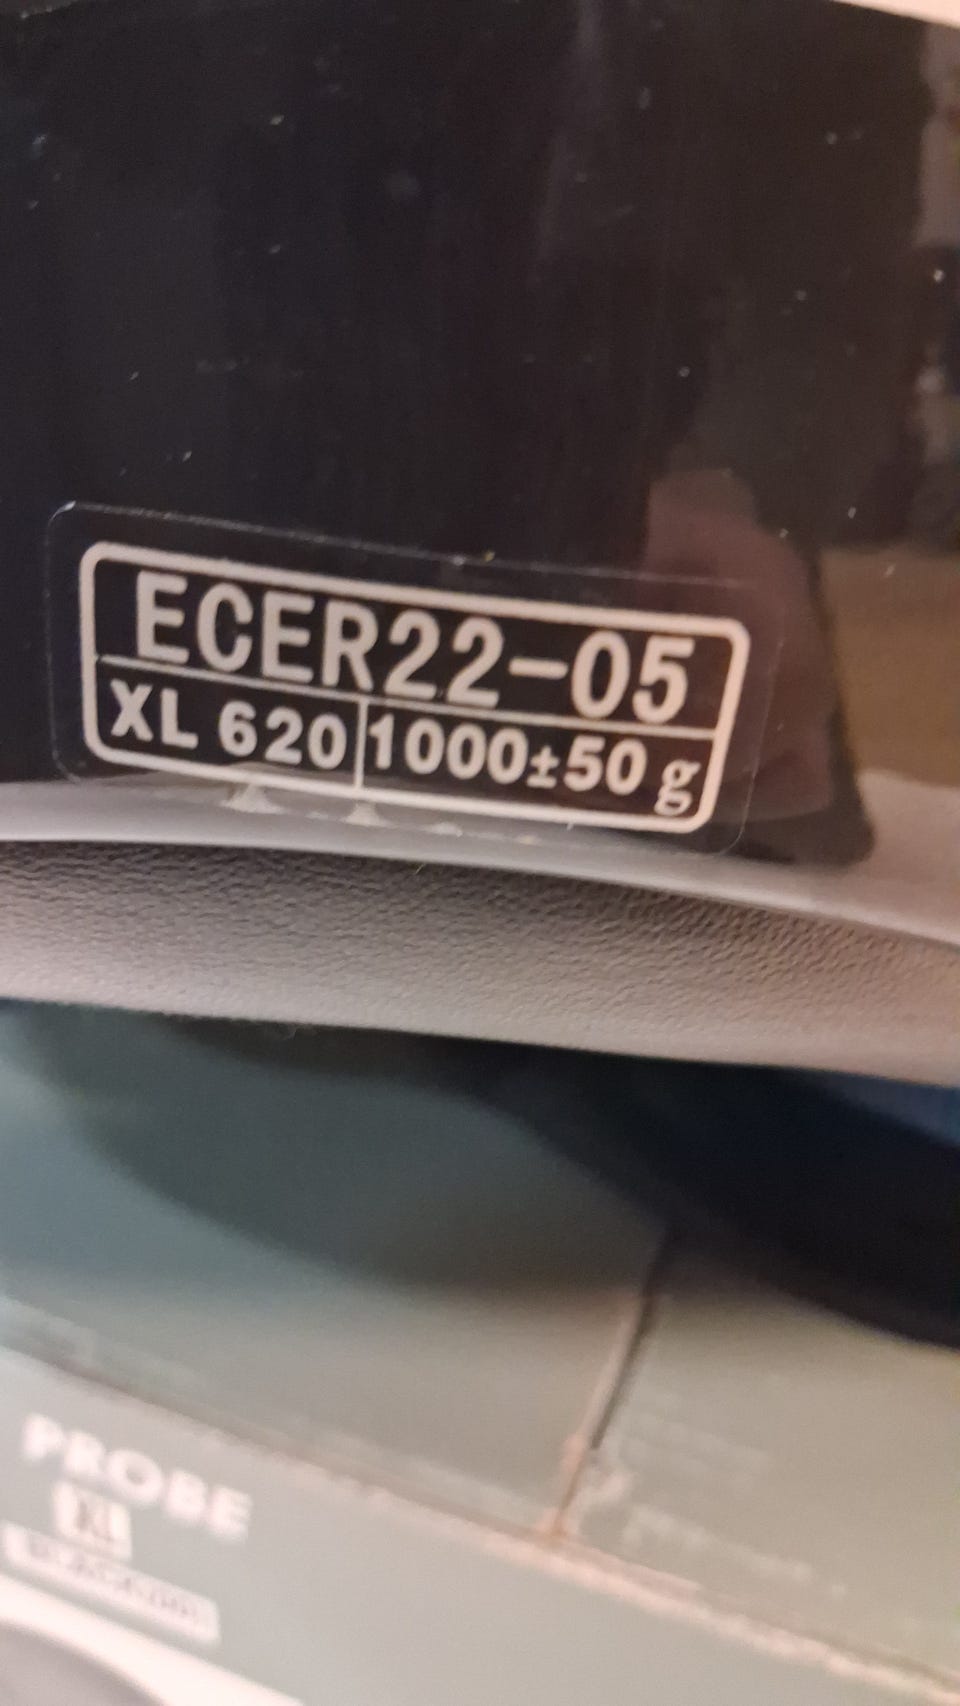 ECER22-05
XL 620 1000±50 g
PROBE
XL